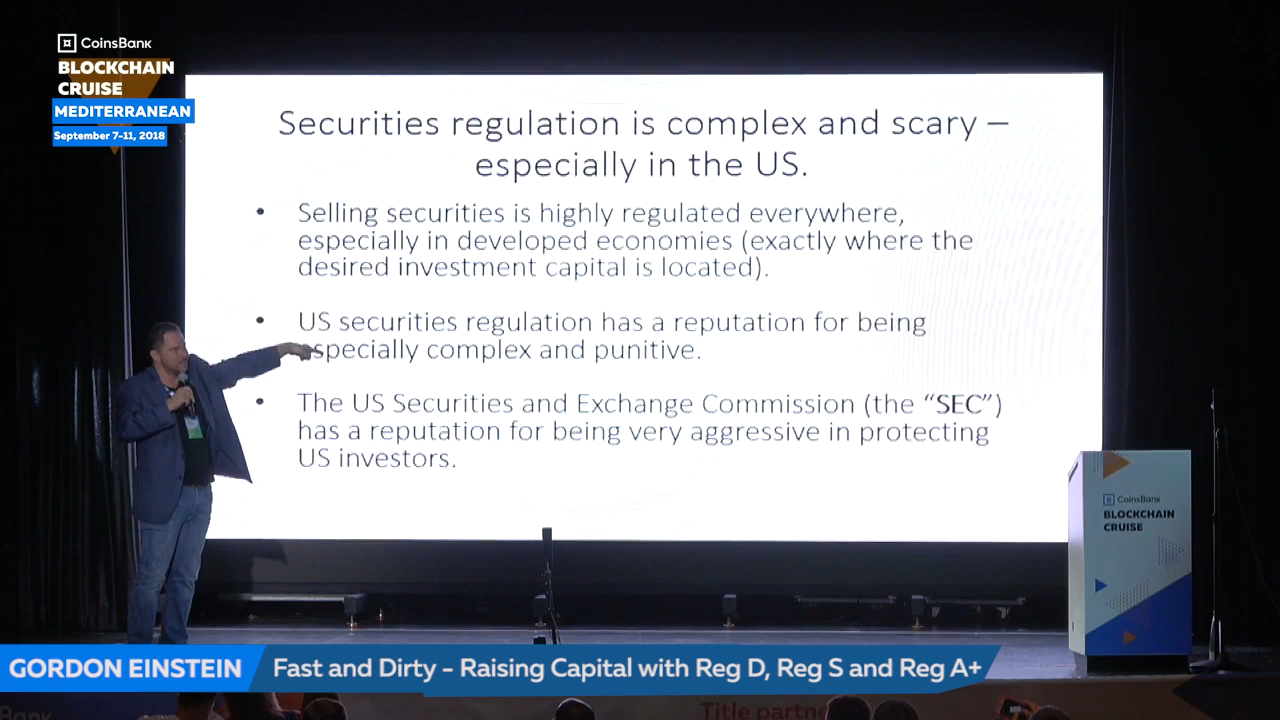 CoinsBank
BLOCKCHAIN
CRUISE
MEDITERRANEAN
September 7-11, 2018
Securities regulation is complex and scary –
especially in the US.
• Selling securities is highly regulated everywhere,
especially in developed economies (exactly where the
desired investment capital is located).
• US securities regulation has a reputation for being
especially complex and punitive.
• The US Securities and Exchange Commission (the “SEC”)
has a reputation for being very aggressive in protecting
US investors.
CoinsBank
BLOCKCHAIN
CRUISE
GORDON EINSTEIN
Fast and Dirty - Raising Capital with Reg D, Reg S and Reg A+
Title